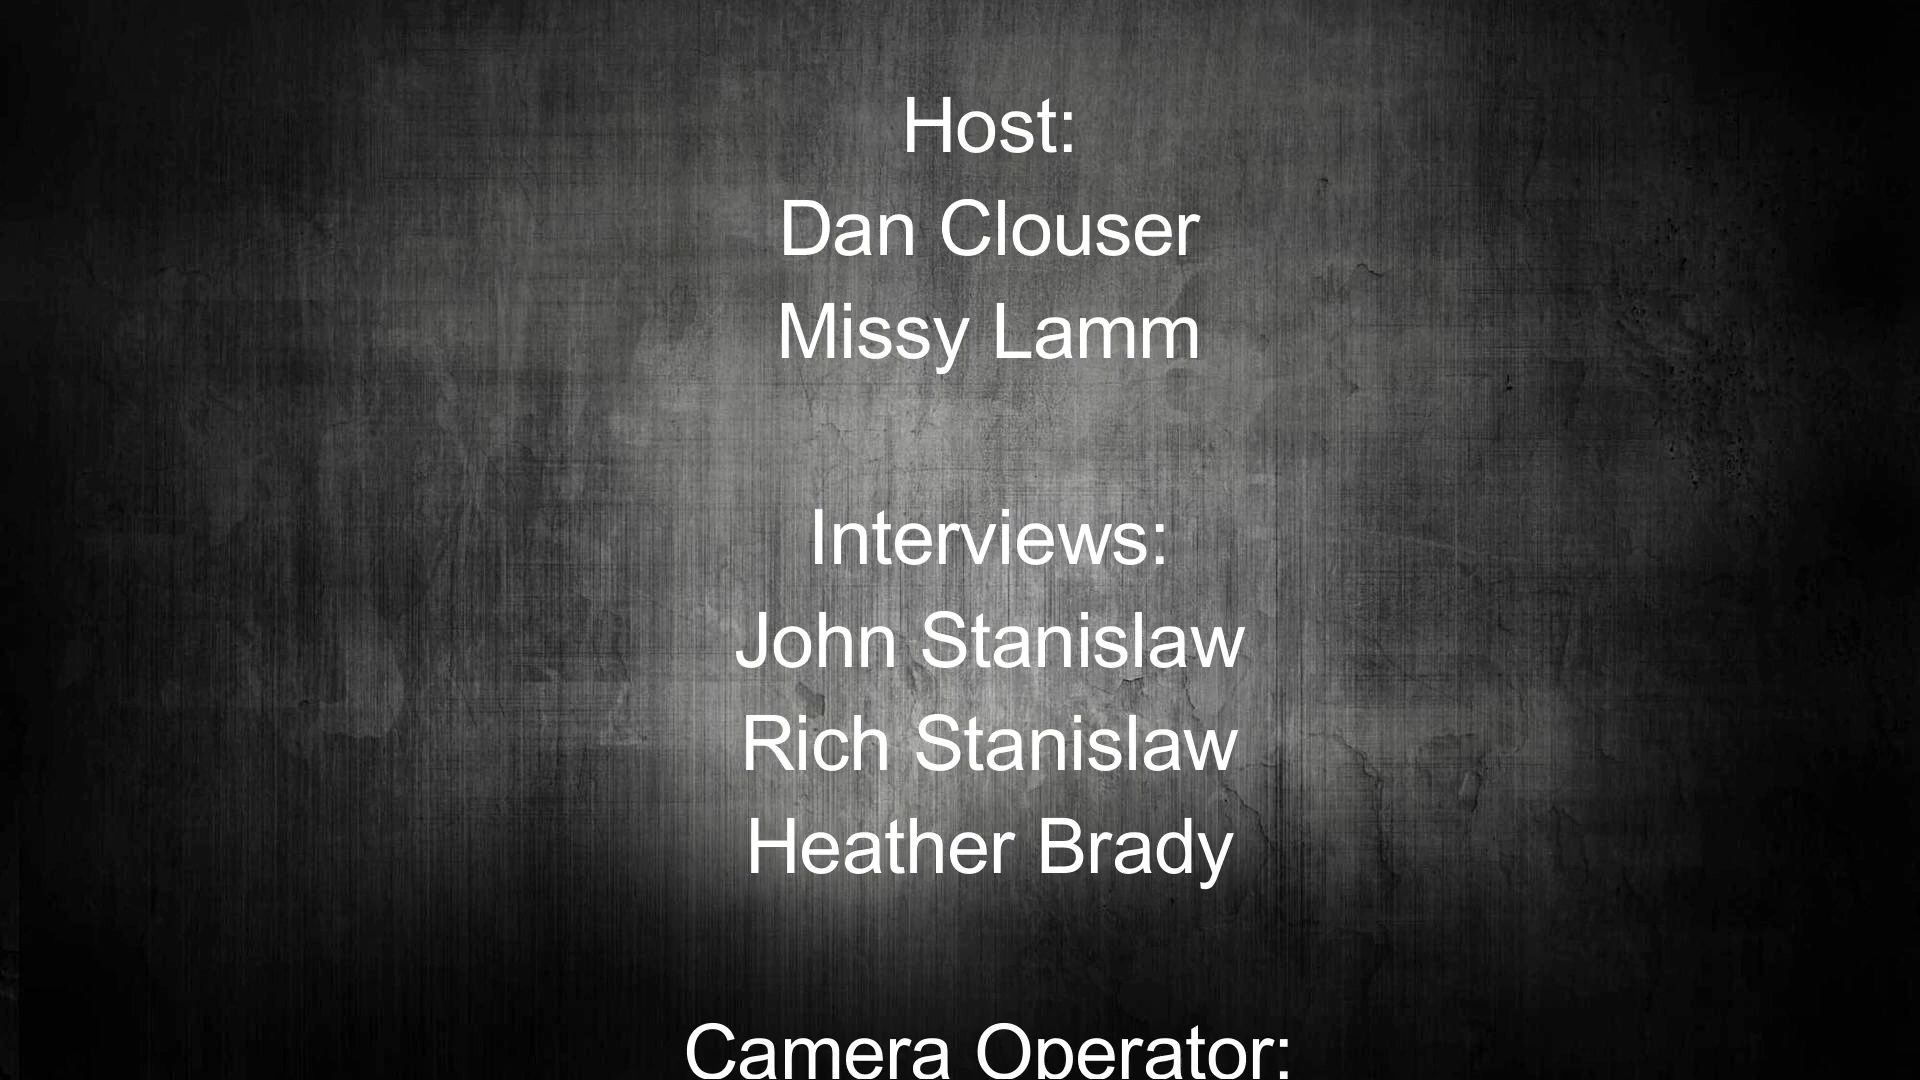 Host:
Dan Clouser
Missy Lamm
Interviews:
John Stanislaw
Rich Stanislaw
Heather Brady
Camera Operator: